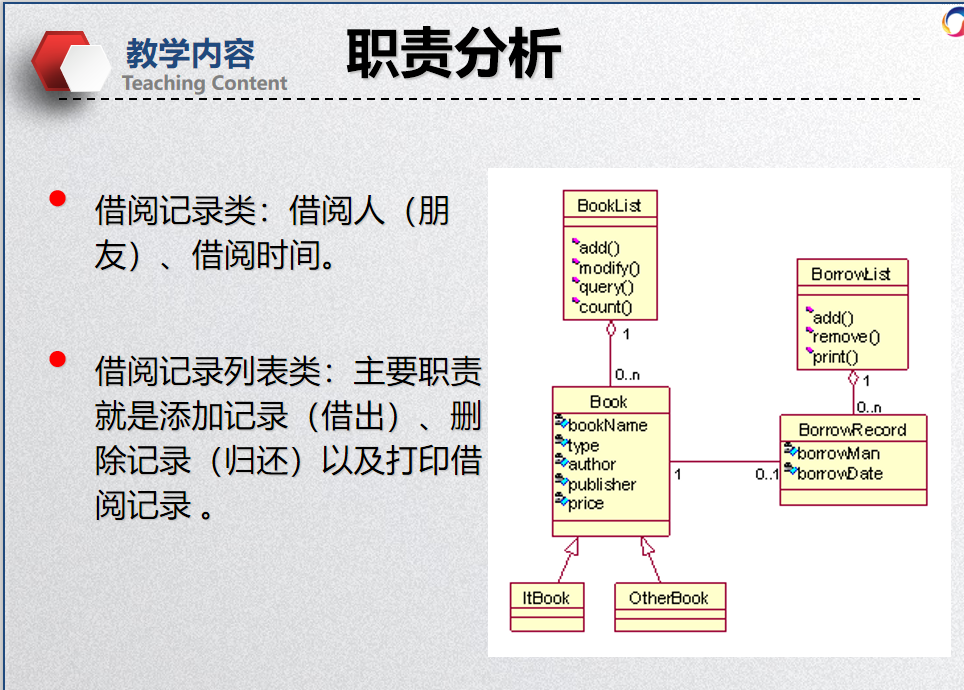 教学内容
Teaching Content
职责分析
借阅记录类：借阅人（朋
友）、借阅时间。
借阅记录列表类：主要职责
就是添加记录（借出）、删
除记录（归还）以及打印借
阅记录 。
BookList
add()
modify()
query()
count()
1
0..n
Book
bookName
type
author
publisher
price
1
0..1
BorrowList
add()
remove()
print()
1
0..n
BorrowRecord
borrowMan
borrowDate
ItBook
OtherBook